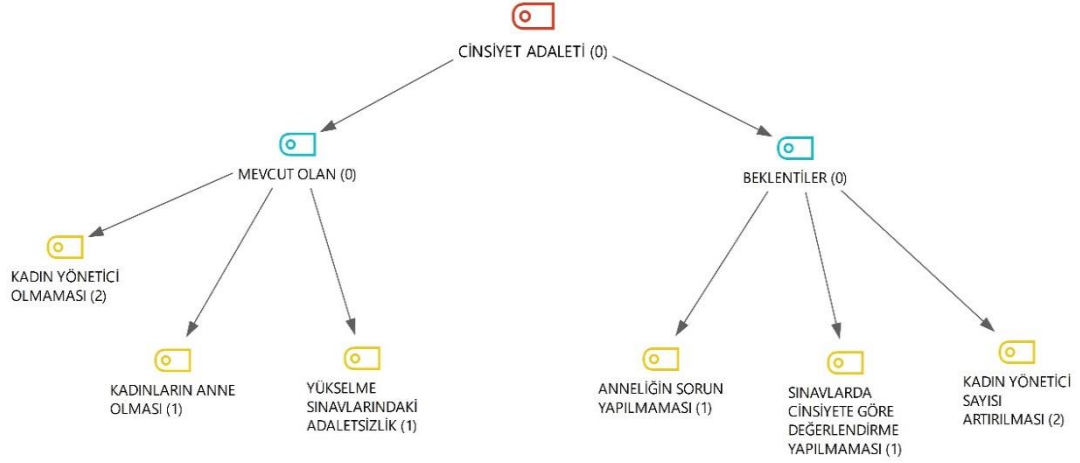 CİNSİYET ADALETİ (0)
MEVCUT OLAN (0)
BEKLENTİLER (0)
KADIN YÖNETİCİ
OLMAMASI (2)
KADINLARIN ANNE
OLMASI (1)
YÜKSELME
SINAVLARINDAKİ
ADALETSİZLİK (1)
ANNELİĞİN SORUN
YAPILMAMASI (1)
SINAVLARDA
CİNSİYETE GÖRE
DEĞERLENDİRME
YAPILMAMASI (1)
KADIN YÖNETİCİ
SAYISI
ARTIRILMASI (2)